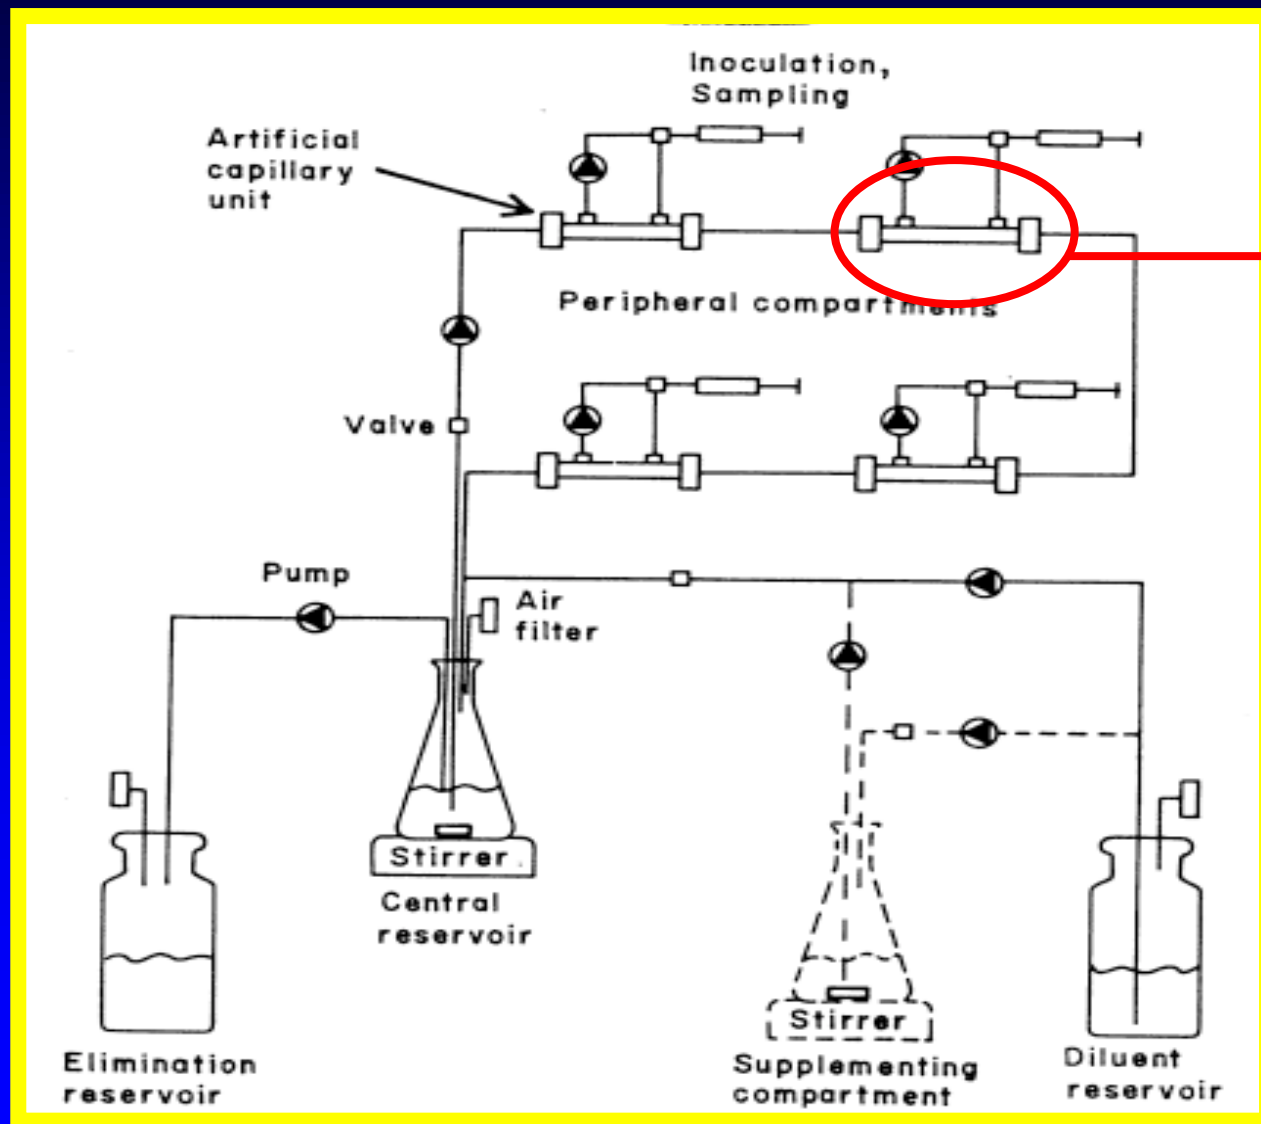 Inoculation,
Sampling
Artificial
capillary
unit
Peripheral compartments
Valve
Pump
Air
filter
Stirrer
Central
reservoir
Stirrer
Elimination
reservoir
Supplementing
compartment
Diluent
reservoir